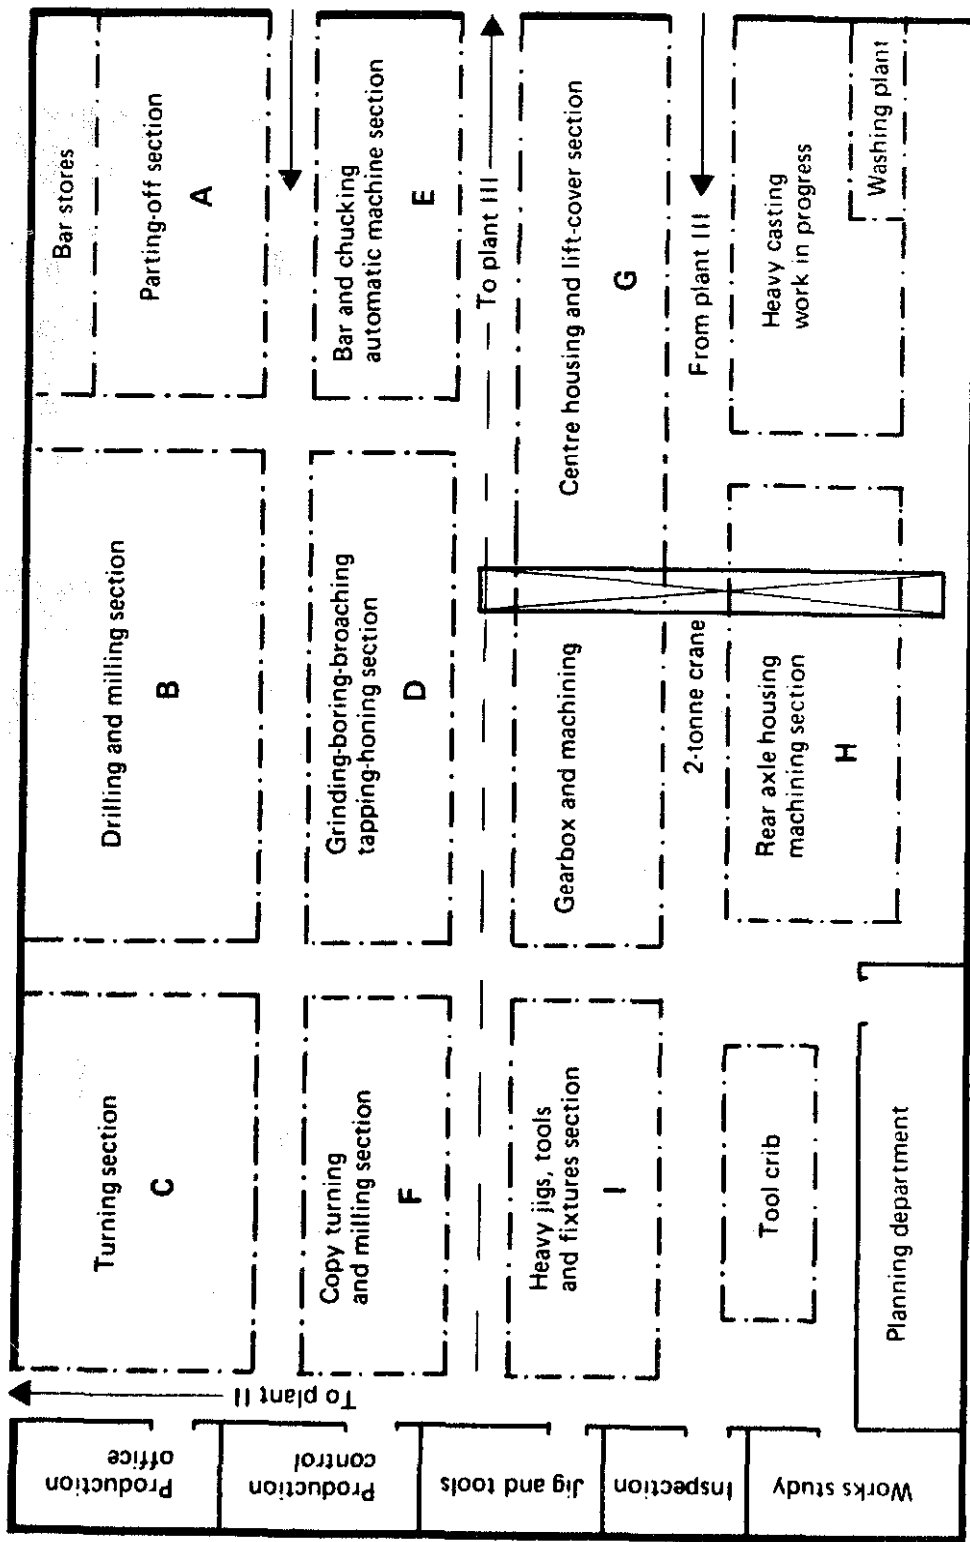 Bar stores
Parting-off section
A
Drilling and milling section
B
Turning section
C
Bar and chucking
automatic machine section
E
Grinding-boring-broaching
tapping-honing section
D
Copy turning
and milling section
F
To plant III
To plant II
Centre housing and lift-cover section
G
Gearbox and machining
Heavy jigs, tools
and fixtures section
I
From plant III
2-tonne crane
Heavy casting
work in progress
Washing plant
Rear axle housing
machining section
H
Tool crib
Planning department
Production
office
Production
control
Jig and tools
Inspection
Works study